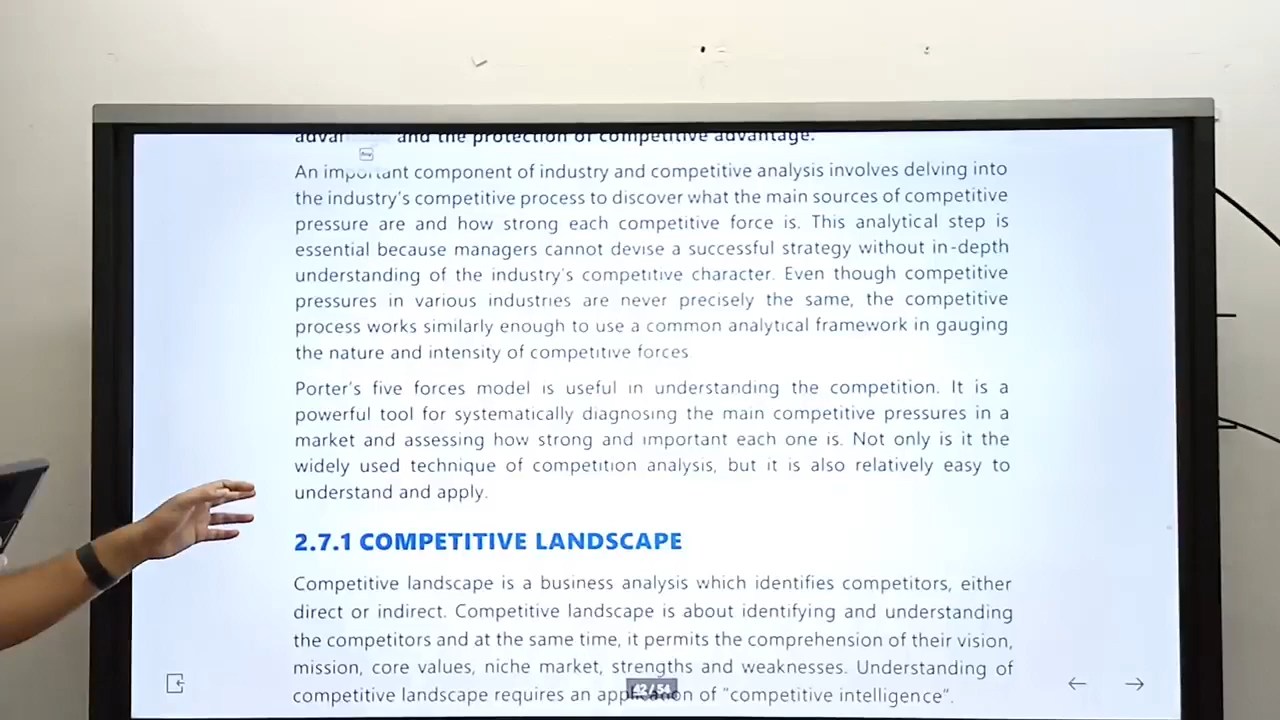 and the protection of competitive advantage.
An important component of industry and competitive analysis involves delving into
the industry's competitive process to discover what the main sources of competitive
pressure are and how strong each competitive force is. This analytical step is
essential because managers cannot devise a successful strategy without in-depth
understanding of the industry's competitive character. Even though competitive
pressures in various industries are never precisely the same, the competitive
process works similarly enough to use a common analytical framework in gauging
the nature and intensity of competitive forces.
Porter's five forces model is useful in understanding the competition. It is a
powerful tool for systematically diagnosing the main competitive pressures in a
market and assessing how strong and important each one is. Not only is it the
widely used technique of competition analysis, but it is also relatively easy to
understand and apply.
2.7.1 COMPETITIVE LANDSCAPE
Competitive landscape is a business analysis which identifies competitors, either
direct or indirect. Competitive landscape is about identifying and understanding
the competitors and at the same time, it permits the comprehension of their vision,
mission, core values, niche market, strengths and weaknesses. Understanding of
competitive landscape requires an application of "competitive intelligence".
42/54